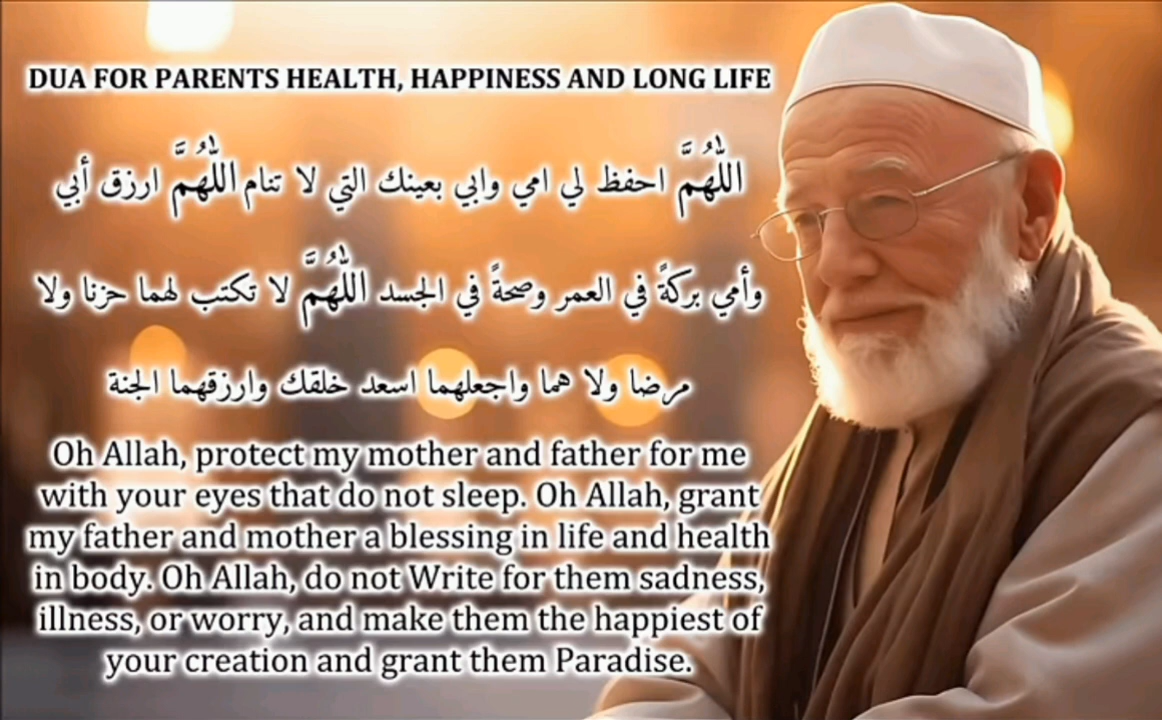 DUA FOR PARENTS HEALTH, HAPPINESS AND LONG LIFE
اللَّهُمَّ احفظ لي امي وابي بعينك التي لا تنام اللَّهُمَّ ارزق أبي
وأمي بركةً في العمر وصحةً في الجسد اللَّهُمَّ لا تكتب لهما حزنا ولا
مرضا ولا هما واجعلهما اسعد خلقك وارزقهما الجنة
Oh Allah, protect my mother and father for me
with your eyes that do not sleep. Oh Allah, grant
my father and mother a blessing in life and health
in body. Oh Allah, do not Write for them sadness,
illness, or worry, and make them the happiest of
your creation and grant them Paradise.